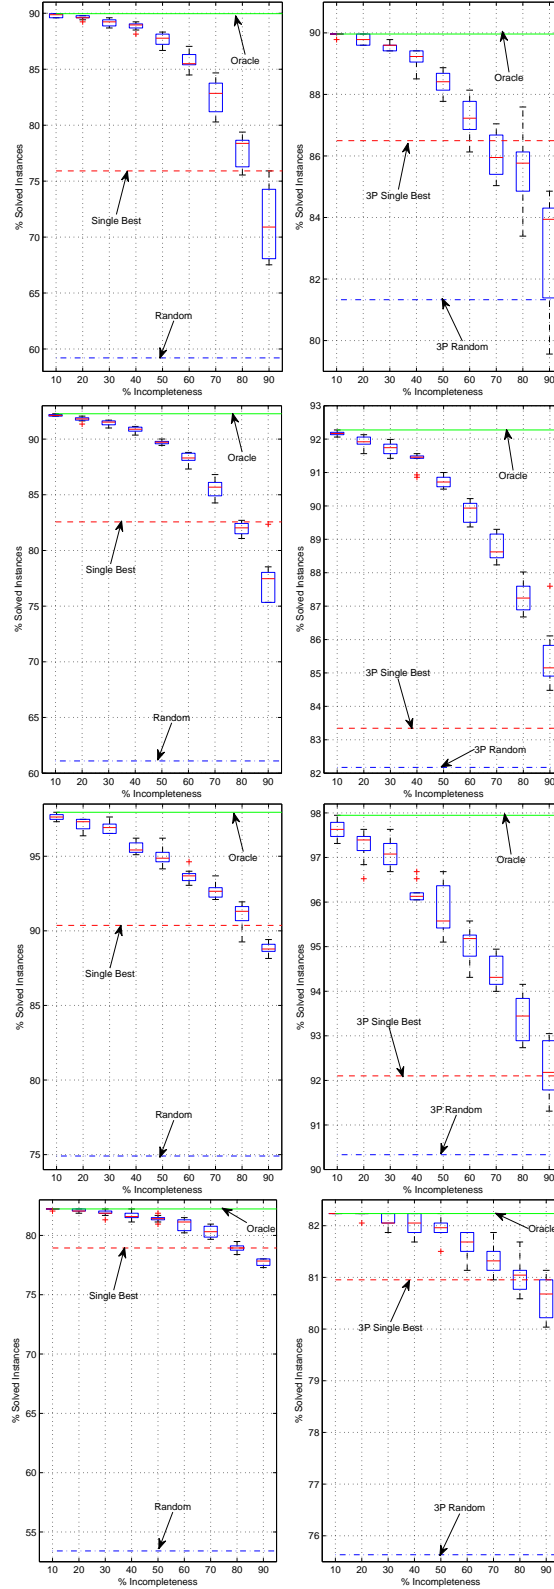 90
85
80
75
70
65
60
% Solved Instances
Oracle
Single Best
Random
10 20 30 40 50 60 70 80 90
% Incompleteness
90
88
86
84
82
80
% Solved Instances
Oracle
3P Single Best
3P Random
10 20 30 40 50 60 70 80 90
% Incompleteness
90
85
80
75
70
65
60
% Solved Instances
Oracle
Single Best
Random
10 20 30 40 50 60 70 80 90
% Incompleteness
93
92
91
90
89
88
87
86
85
84
83
82
% Solved Instances
Oracle
3P Single Best
3P Random
10 20 30 40 50 60 70 80 90
% Incompleteness
95
90
85
80
75
% Solved Instances
Oracle
Single Best
Random
10 20 30 40 50 60 70 80 90
% Incompleteness
98
97
96
95
94
93
92
91
90
% Solved Instances
Oracle
3P Single Best
3P Random
10 20 30 40 50 60 70 80 90
% Incompleteness
80
75
70
65
60
55
% Solved Instances
Oracle
Single Best
Random
10 20 30 40 50 60 70 80 90
% Incompleteness
82
81
80
79
78
77
76
% Solved Instances
Oracle
3P Single Best
3P Random
10 20 30 40 50 60 70 80 90
% Incompleteness